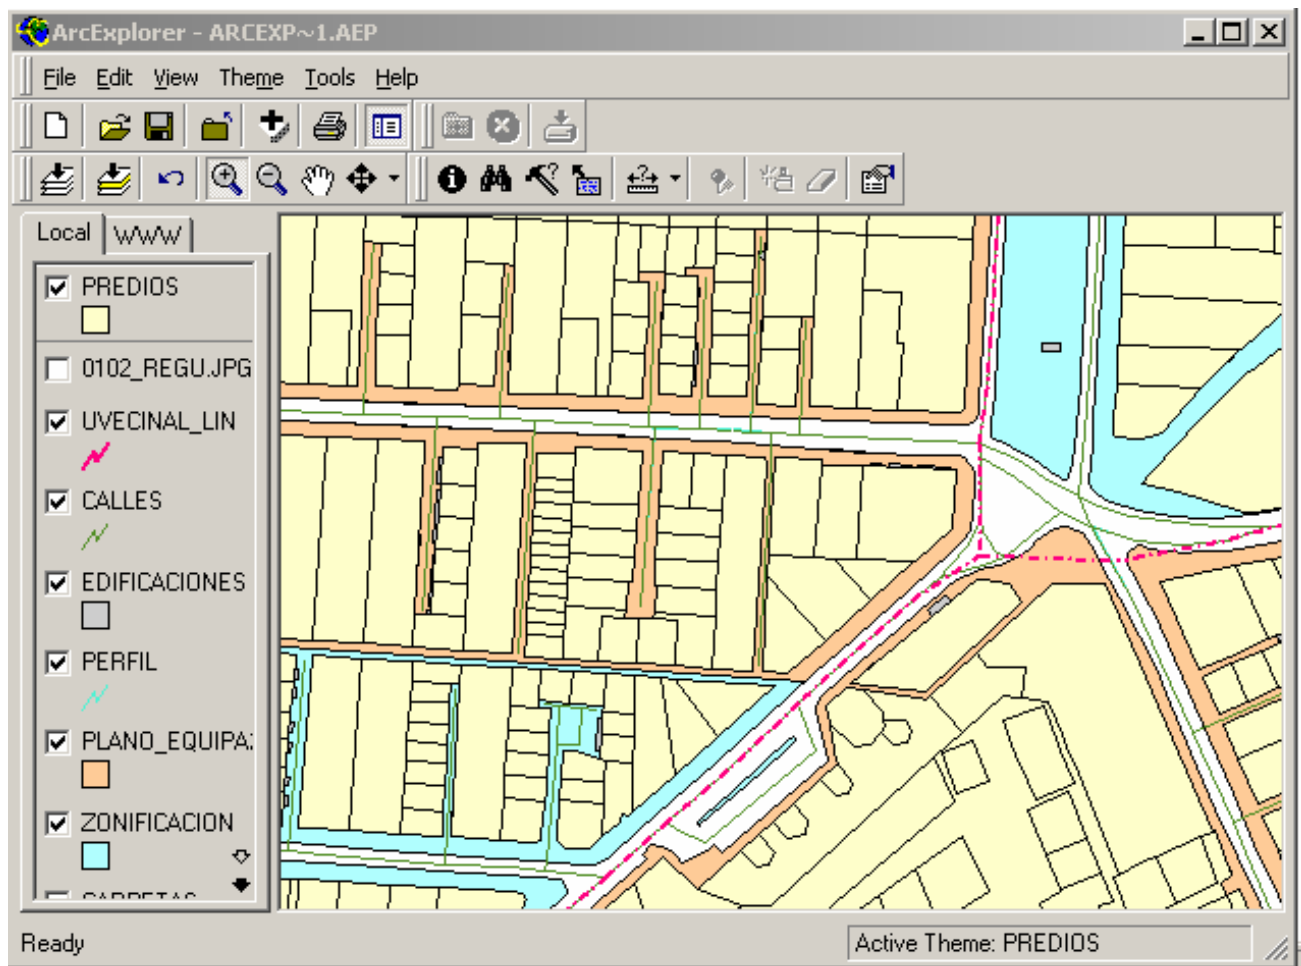 ArcExplorer - ARCEXP~1.AEP
File Edit View Theme Tools Help
Local WWW
PREDIOS
0102_REGU.JPG
UVECINAL_LIN
CALLES
EDIFICACIONES
PERFIL
PLANO_EQUIPA
ZONIFICACION
Ready
Active Theme: PREDIOS